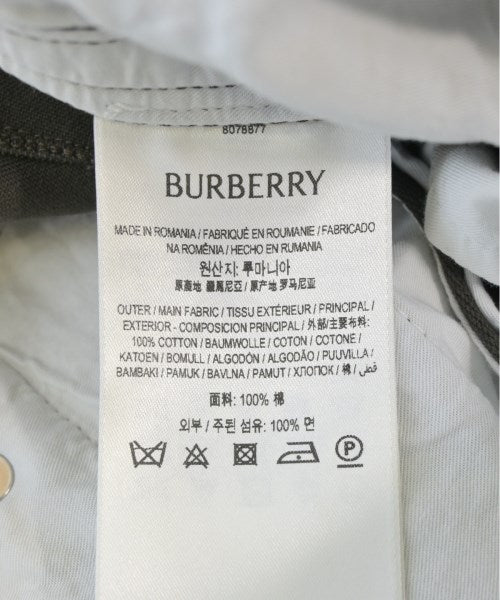 8078877
BURBERRY
MADE IN ROMANIA / FABRIQUÉ EN ROUMANIE / FABRICADO
NA ROMÉNIA / HECHO EN RUMANIA
원산지: 루마니아
原產地: 羅馬尼亞 / 原产地: 罗马尼亚
OUTER / MAIN FABRIC / TISSU EXTÉRIEUR / PRINCIPAL /
EXTERIOR - COMPOSICIÓN PRINCIPAL / 外部/主要布料:
100% COTTON / BAUMWOLLE / COTON / COTONE /
KATOEN / BOMULL / ALGODÓN / ALGODÃO / PUUVILLA /
BAMBAKI / PAMUK / BAVLNA / PAMUT / ХЛОПОК / 棉 / قطن
面料: 100% 棉
외부 / 주된 섬유: 100% 면
P